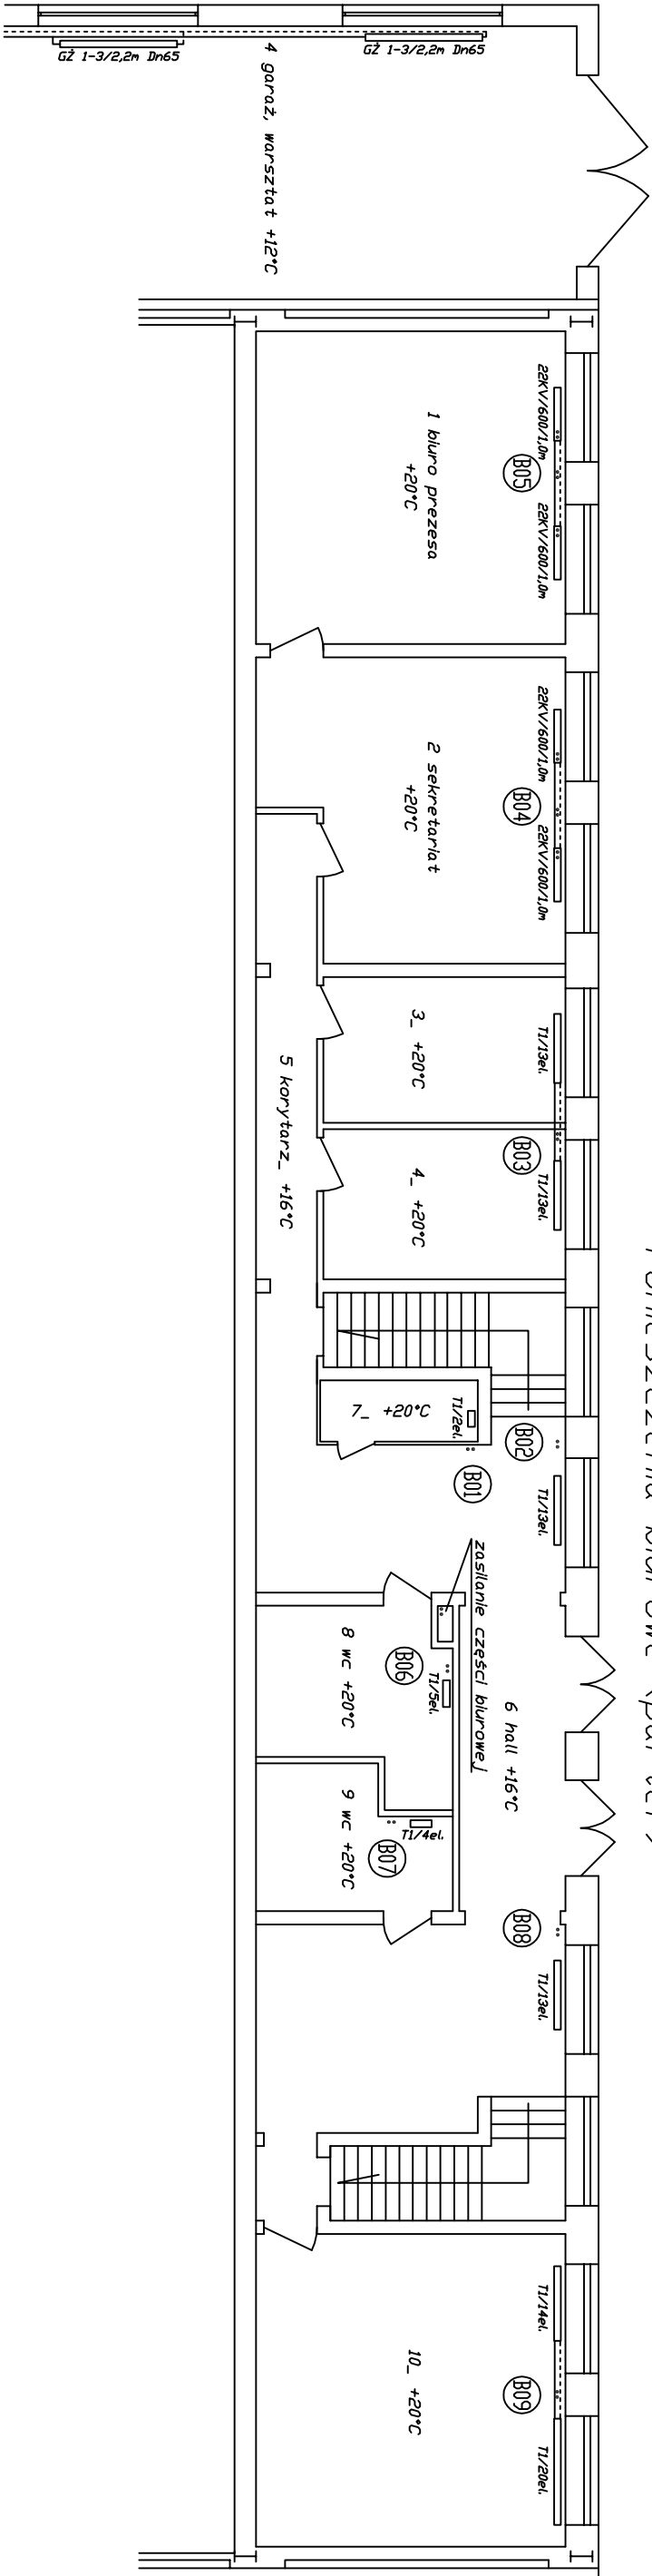 GŻ 1-3/2,2m Dn65
GŻ 1-3/2,2m Dn65
4 garaż, warsztat +12°C
22KV/600/1,0m
B05
22KV/600/1,0m
1 biuro prezesa
+20°C
22KV/600/1,0m
B04
22KV/600/1,0m
2 sekretariat
+20°C
T1/13el.
3_ +20°C
B03
T1/13el.
4_ +20°C
5 korytarz_ +16°C
7_ +20°C
T1/2el.
B02
B01
T1/13el.
zasilanie części biurowej
8 wc +20°C
B06
T1/5el.
6 hall +16°C
9 wc +20°C
B07
T1/4el.
B08
T1/13el.
T1/14el.
B09
T1/20el.
10_ +20°C